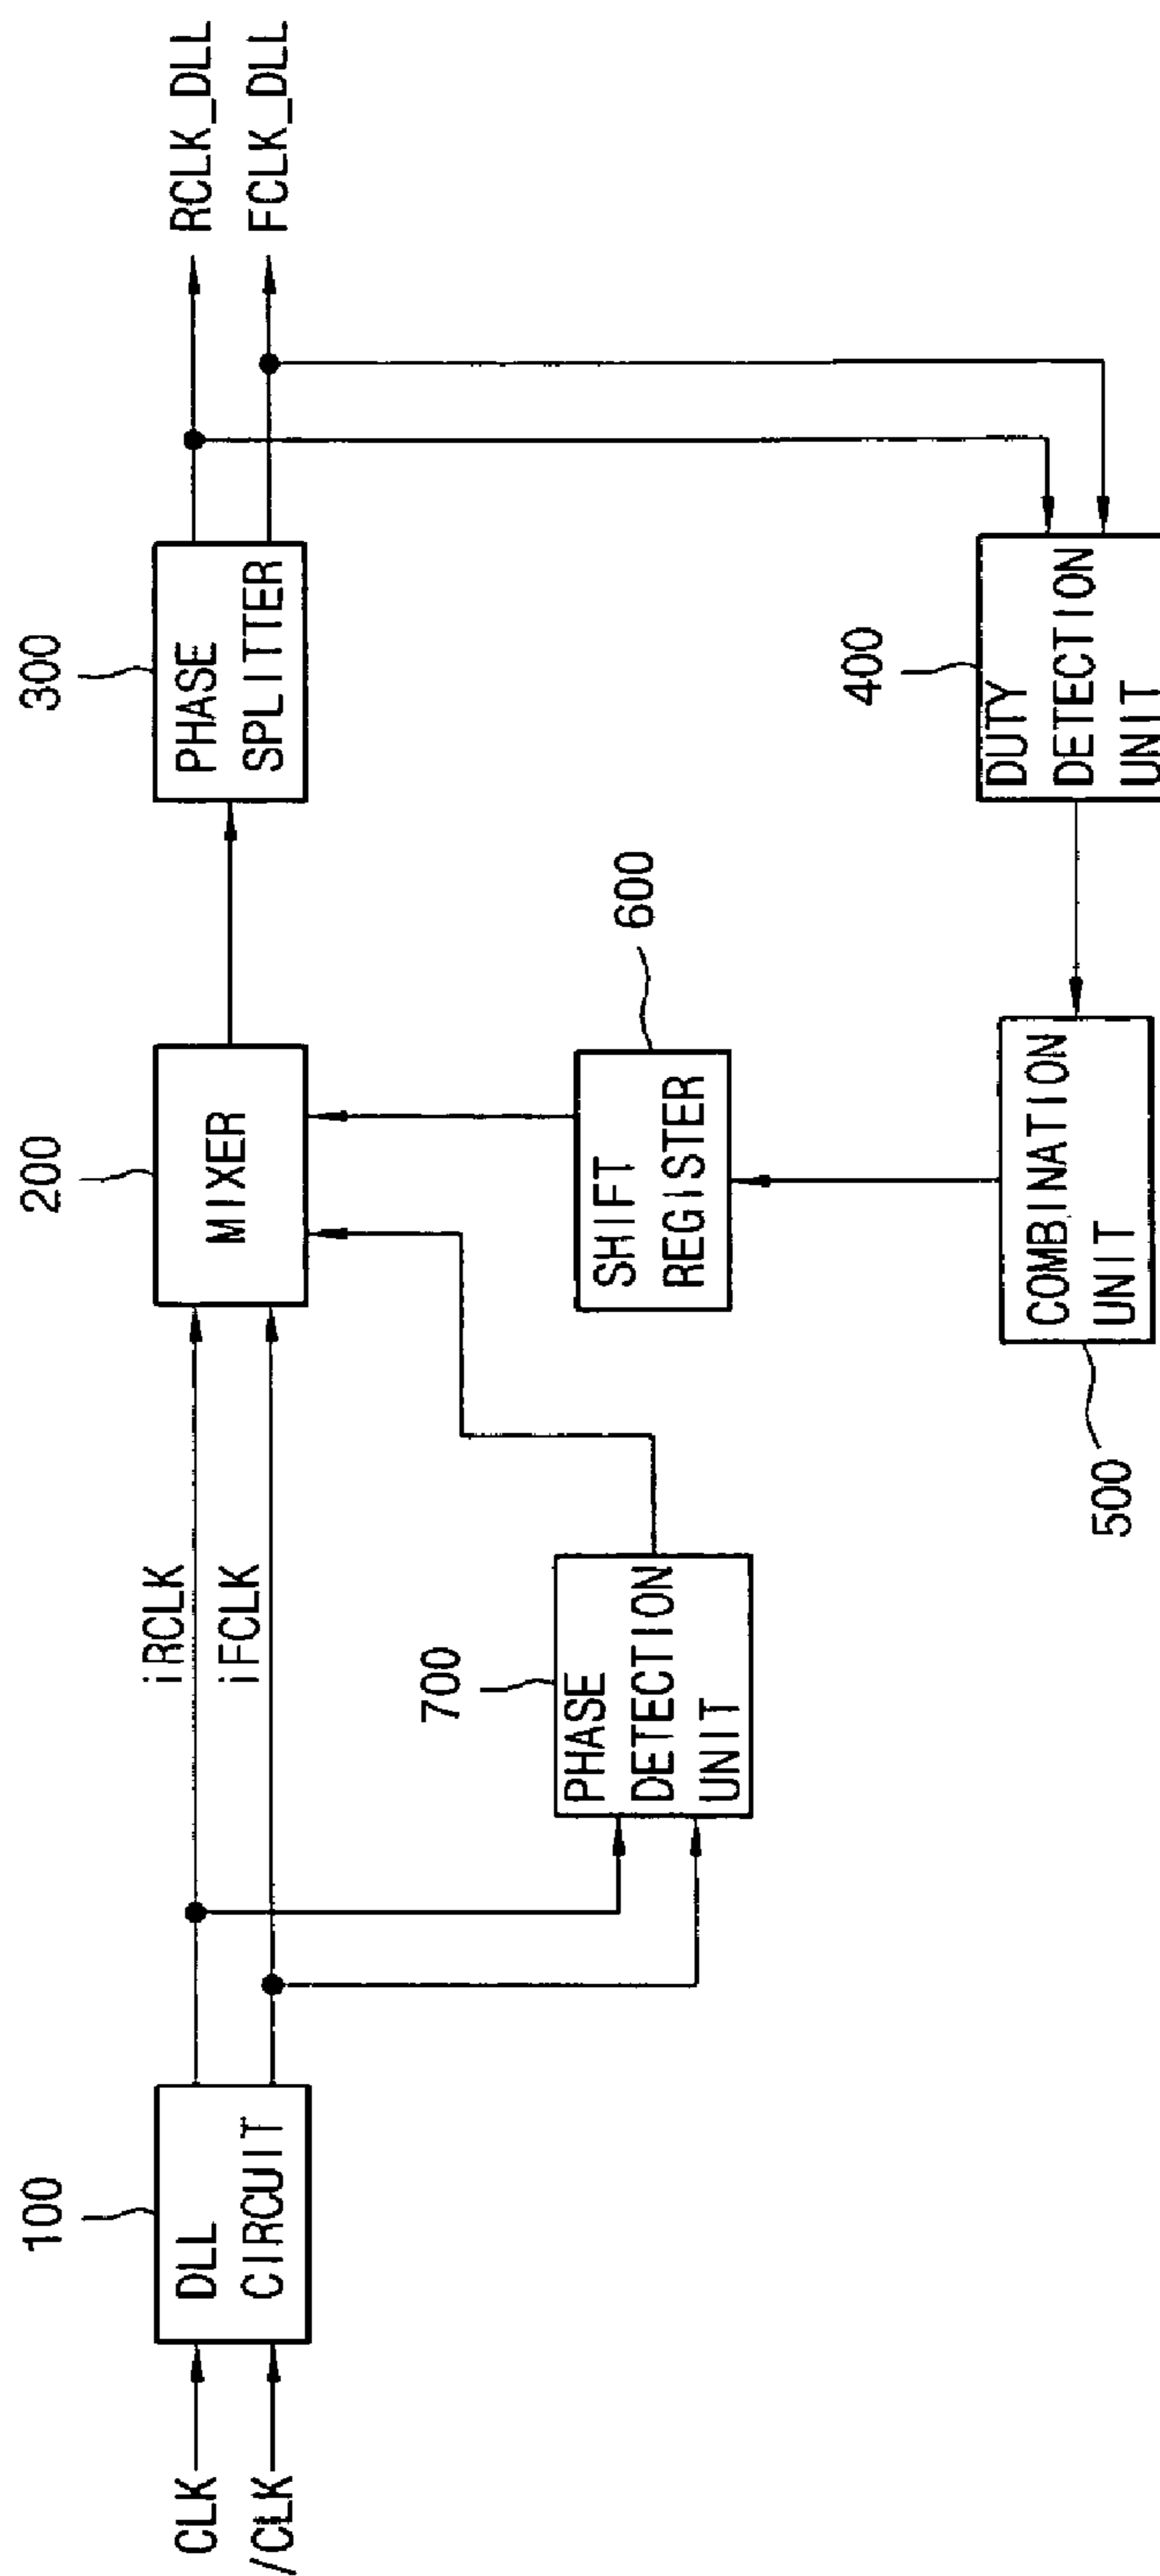 CLK
/CLK
100
DLL
CIRCUIT
iRCLK
iFCLK
700
PHASE
DETECTION
UNIT
200
MIXER
600
SHIFT
REGISTER
500
COMBINATION
UNIT
300
PHASE
SPLITTER
400
DUTY
DETECTION
UNIT
RCLK_DLL
FCLK_DLL